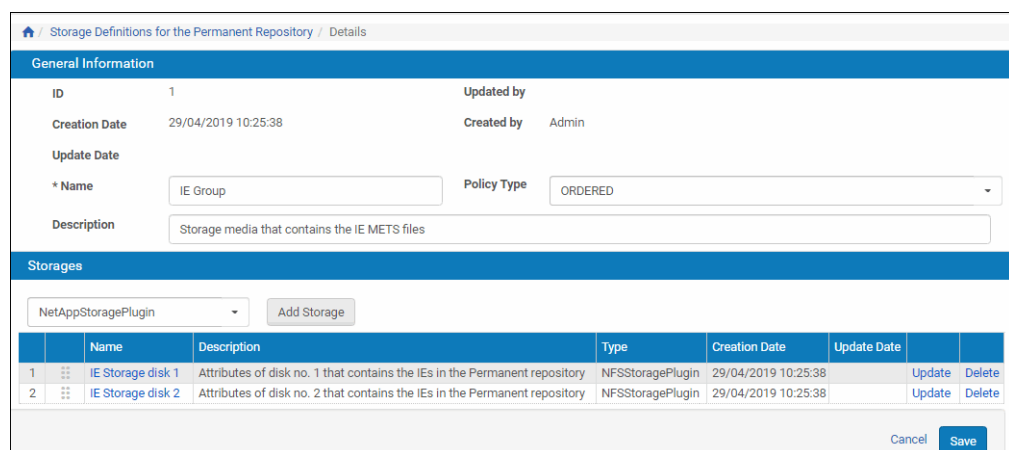 / Storage Definitions for the Permanent Repository / Details
General Information
ID 1 Updated by
Creation Date 29/04/2019 10:25:38 Created by Admin
Update Date
* Name IE Group Policy Type ORDERED
Description Storage media that contains the IE METS files
Storages
NetAppStoragePlugin Add Storage
Name Description Type Creation Date Update Date
1 IE Storage disk 1 Attributes of disk no. 1 that contains the IEs in the Permanent repository NFSStoragePlugin 29/04/2019 10:25:38 Update Delete
2 IE Storage disk 2 Attributes of disk no. 2 that contains the IEs in the Permanent repository NFSStoragePlugin 29/04/2019 10:25:38 Update Delete
Cancel Save